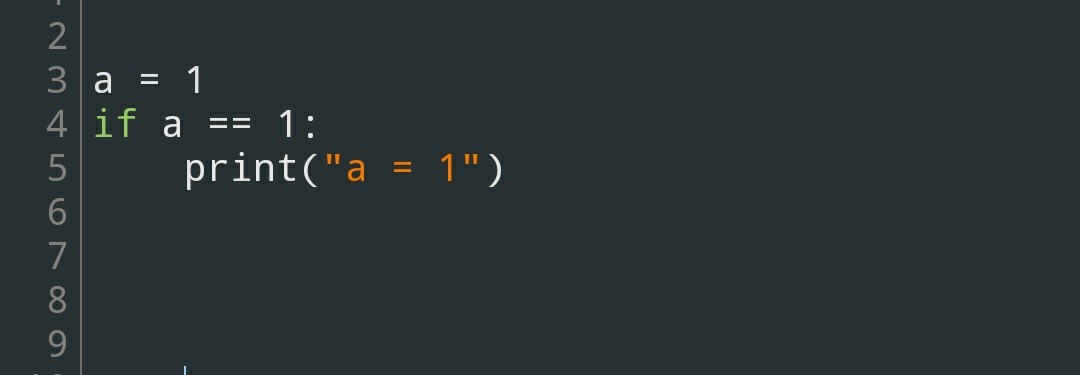 2
3 a = 1
4 if a == 1:
5     print("a = 1")
6
7
8
9